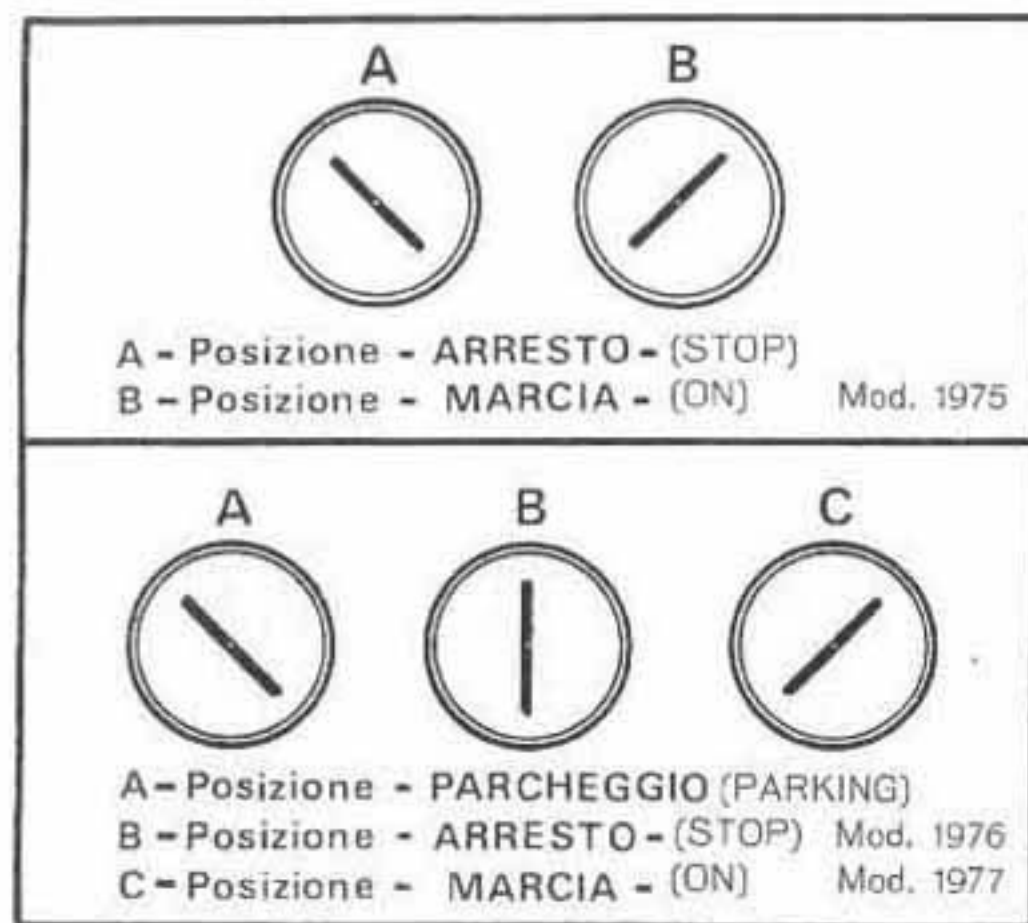 A B
A - Posizione - ARRESTO - (STOP)
B - Posizione - MARCIA - (ON) Mod. 1975
A B C
A - Posizione - PARCHEGGIO (PARKING)
B - Posizione - ARRESTO - (STOP) Mod. 1976
C - Posizione - MARCIA - (ON) Mod. 1977